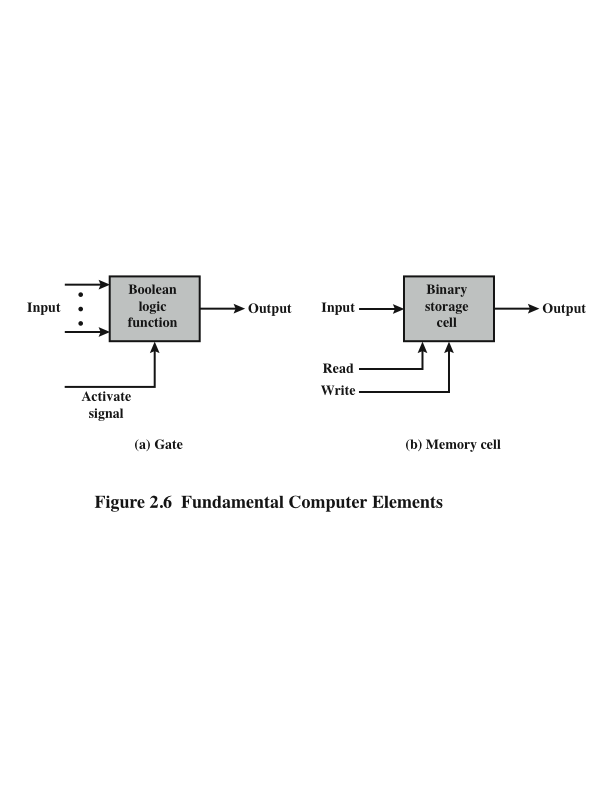 Input
Boolean
logic
function
Output
Activate
signal
(a) Gate
Input
Binary
storage
cell
Output
Read
Write
(b) Memory cell
Figure 2.6  Fundamental Computer Elements